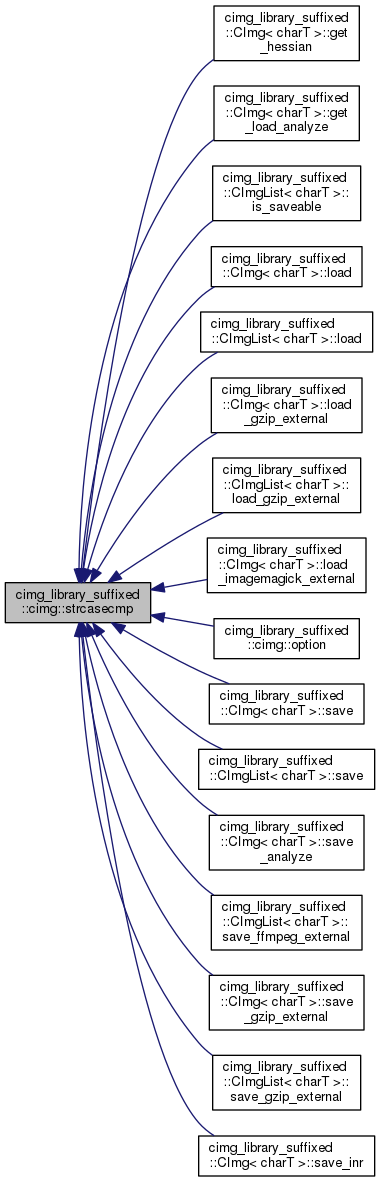 cimg_library_suffixed
::CImg< charT >::get
_hessian
cimg_library_suffixed
::CImg< charT >::get
_load_analyze
cimg_library_suffixed
::CImgList< charT >::
is_saveable
cimg_library_suffixed
::CImg< charT >::load
cimg_library_suffixed
::CImgList< charT >::load
cimg_library_suffixed
::CImg< charT >::load
_gzip_external
cimg_library_suffixed
::CImgList< charT >::
load_gzip_external
cimg_library_suffixed
::CImg< charT >::load
_imagemagick_external
cimg_library_suffixed
::cimg::strcasecmp
cimg_library_suffixed
::cimg::option
cimg_library_suffixed
::CImg< charT >::save
cimg_library_suffixed
::CImgList< charT >::save
cimg_library_suffixed
::CImg< charT >::save
_analyze
cimg_library_suffixed
::CImgList< charT >::
save_ffmpeg_external
cimg_library_suffixed
::CImg< charT >::save
_gzip_external
cimg_library_suffixed
::CImgList< charT >::
save_gzip_external
cimg_library_suffixed
::CImg< charT >::save_inr